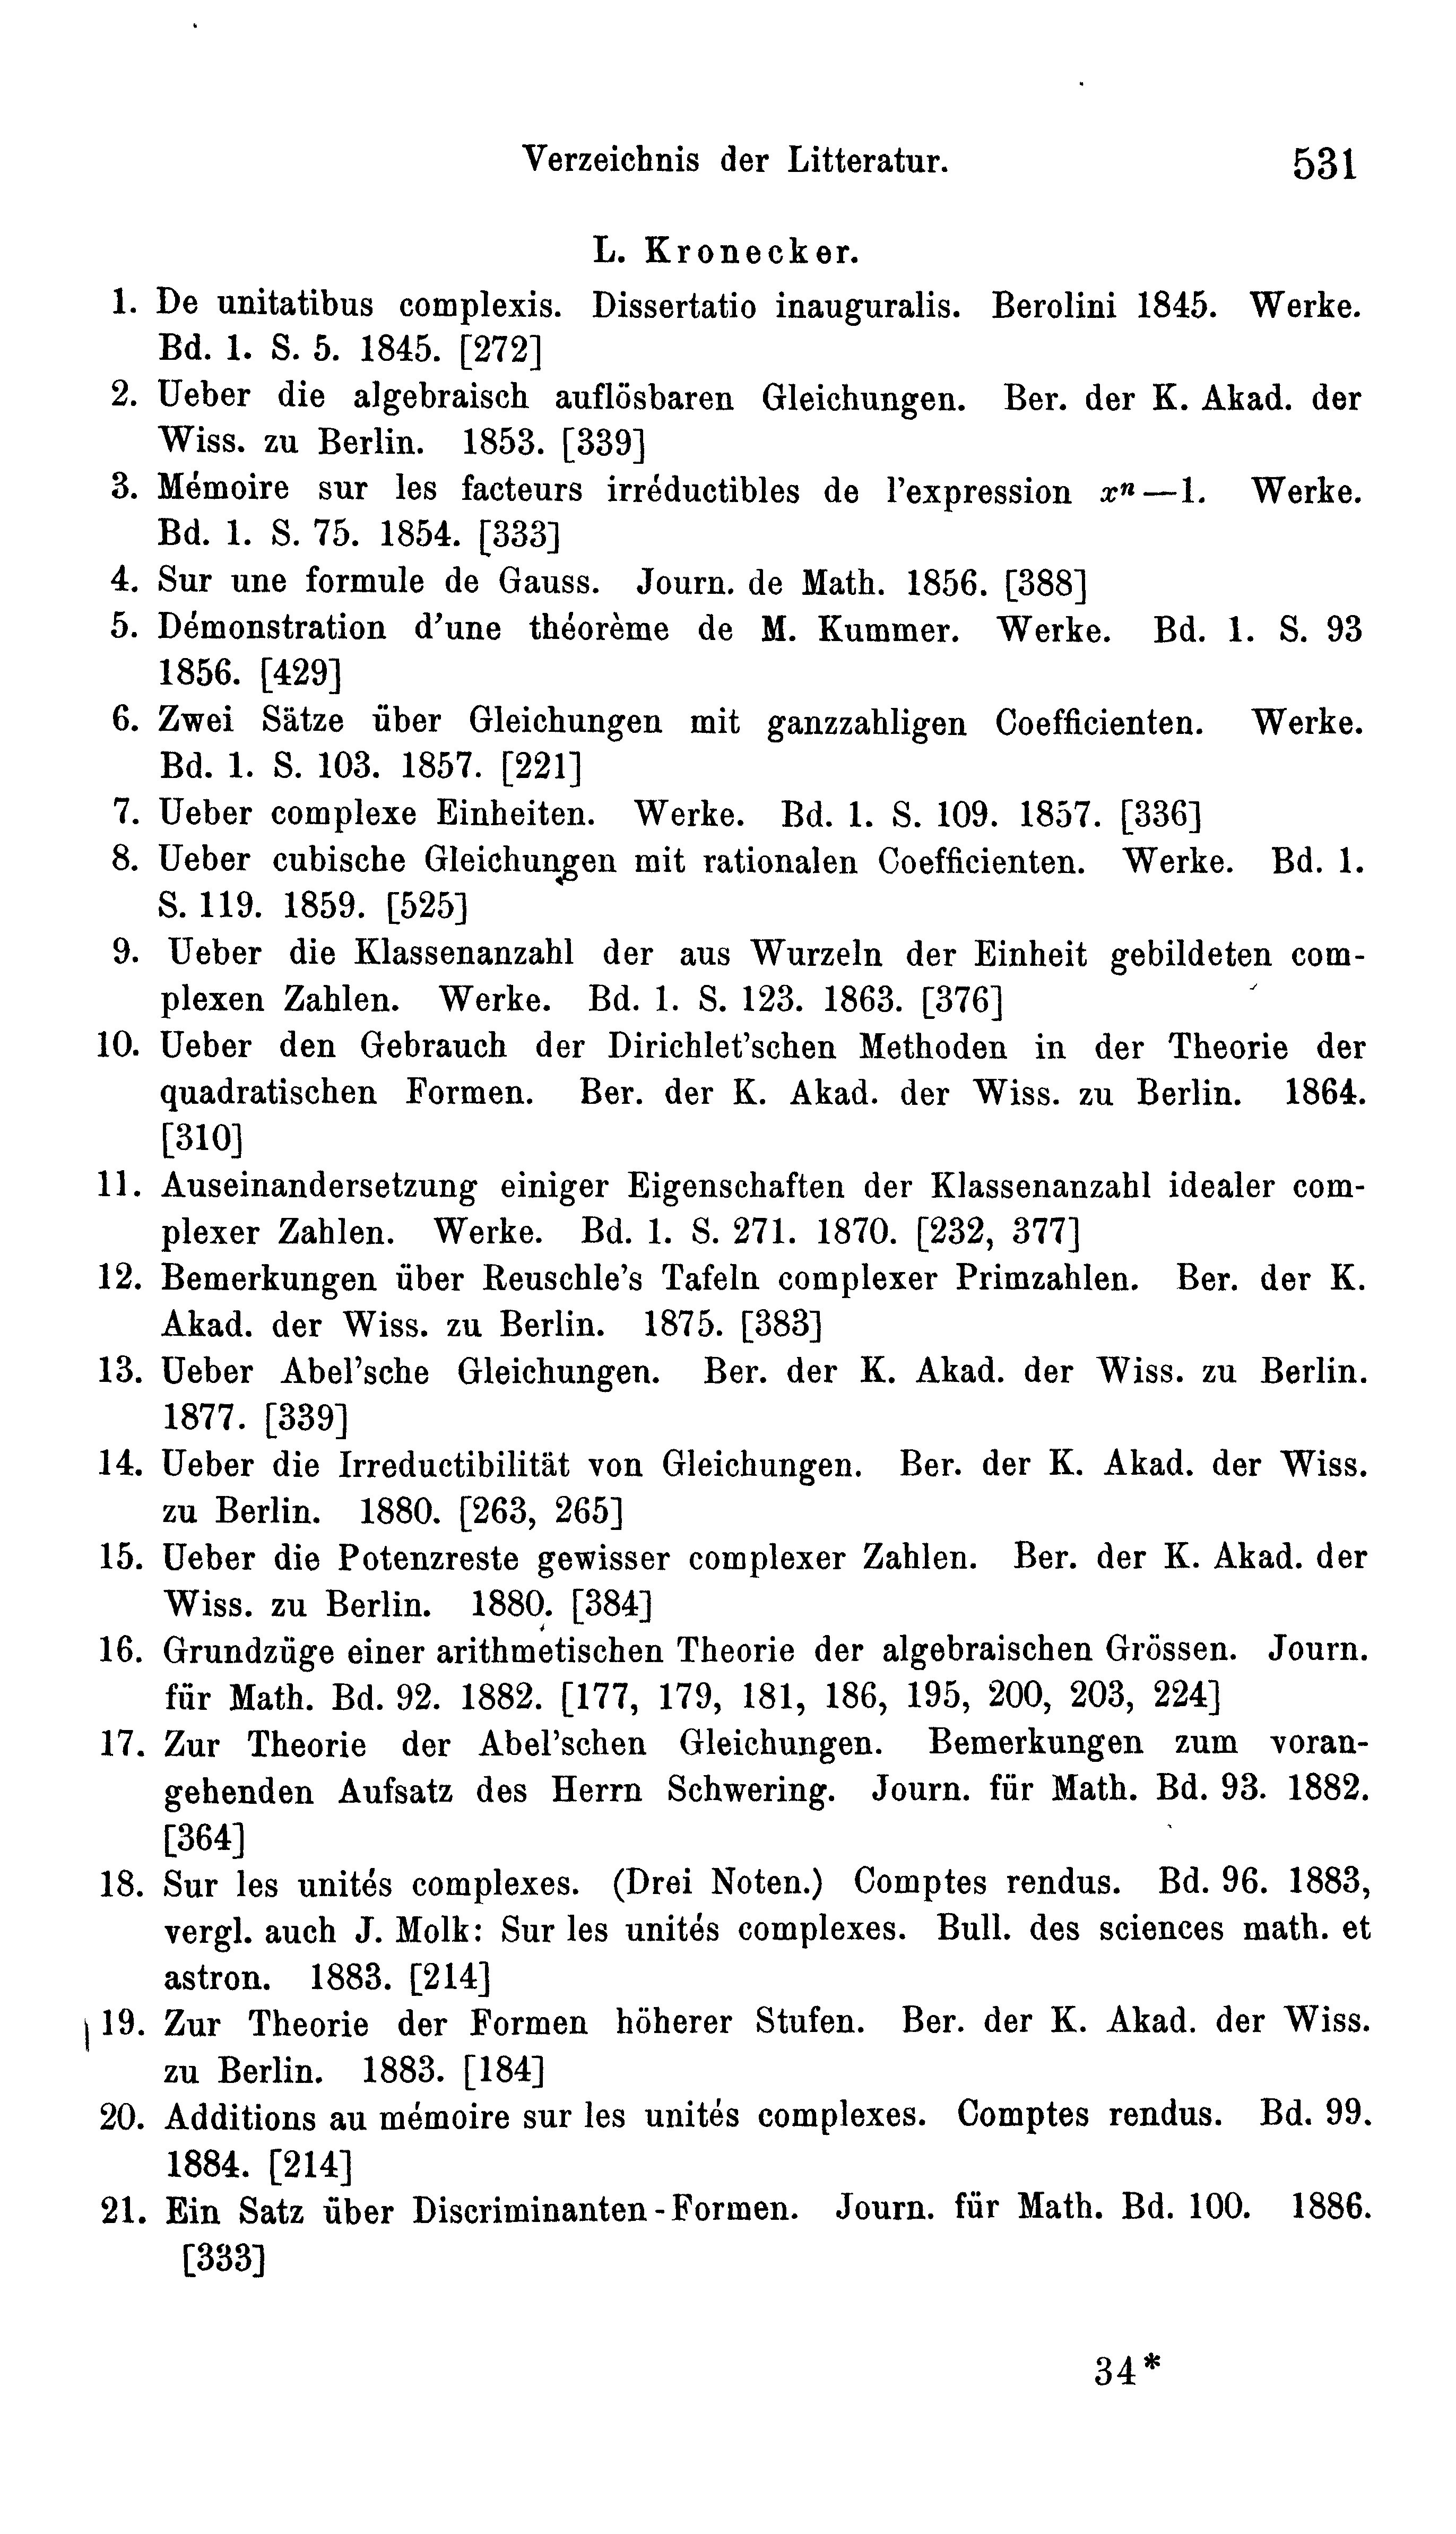 Verzeichnis der Litteratur. 531
L. Kronecker.
1. De unitatibus complexis. Dissertatio inauguralis. Berolini 1845. Werke.
Bd. 1. S. 5. 1845. [272]
2. Ueber die algebraisch auflösbaren Gleichungen. Ber. der K. Akad. der
Wiss. zu Berlin. 1853. [339]
3. Mémoire sur les facteurs irréductibles de l'expression xⁿ—1. Werke.
Bd. 1. S. 75. 1854. [333]
4. Sur une formule de Gauss. Journ. de Math. 1856. [388]
5. Démonstration d'une théorème de M. Kummer. Werke. Bd. 1. S. 93
1856. [429]
6. Zwei Sätze über Gleichungen mit ganzzahligen Coefficienten. Werke.
Bd. 1. S. 103. 1857. [221]
7. Ueber complexe Einheiten. Werke. Bd. 1. S. 109. 1857. [336]
8. Ueber cubische Gleichungen mit rationalen Coefficienten. Werke. Bd. 1.
S. 119. 1859. [525]
9. Ueber die Klassenanzahl der aus Wurzeln der Einheit gebildeten com-
plexen Zahlen. Werke. Bd. 1. S. 123. 1863. [376]
10. Ueber den Gebrauch der Dirichlet'schen Methoden in der Theorie der
quadratischen Formen. Ber. der K. Akad. der Wiss. zu Berlin. 1864.
[310]
11. Auseinandersetzung einiger Eigenschaften der Klassenanzahl idealer com-
plexer Zahlen. Werke. Bd. 1. S. 271. 1870. [232, 377]
12. Bemerkungen über Reuschle's Tafeln complexer Primzahlen. Ber. der K.
Akad. der Wiss. zu Berlin. 1875. [383]
13. Ueber Abel'sche Gleichungen. Ber. der K. Akad. der Wiss. zu Berlin.
1877. [339]
14. Ueber die Irreductibilität von Gleichungen. Ber. der K. Akad. der Wiss.
zu Berlin. 1880. [263, 265]
15. Ueber die Potenzreste gewisser complexer Zahlen. Ber. der K. Akad. der
Wiss. zu Berlin. 1880. [384]
16. Grundzüge einer arithmetischen Theorie der algebraischen Grössen. Journ.
für Math. Bd. 92. 1882. [177, 179, 181, 186, 195, 200, 203, 224]
17. Zur Theorie der Abel'schen Gleichungen. Bemerkungen zum voran-
gehenden Aufsatz des Herrn Schwering. Journ. für Math. Bd. 93. 1882.
[364]
18. Sur les unités complexes. (Drei Noten.) Comptes rendus. Bd. 96. 1883,
vergl. auch J. Molk: Sur les unités complexes. Bull. des sciences math. et
astron. 1883. [214]
19. Zur Theorie der Formen höherer Stufen. Ber. der K. Akad. der Wiss.
zu Berlin. 1883. [184]
20. Additions au mémoire sur les unités complexes. Comptes rendus. Bd. 99.
1884. [214]
21. Ein Satz über Discriminanten-Formen. Journ. für Math. Bd. 100. 1886.
[333]
34*